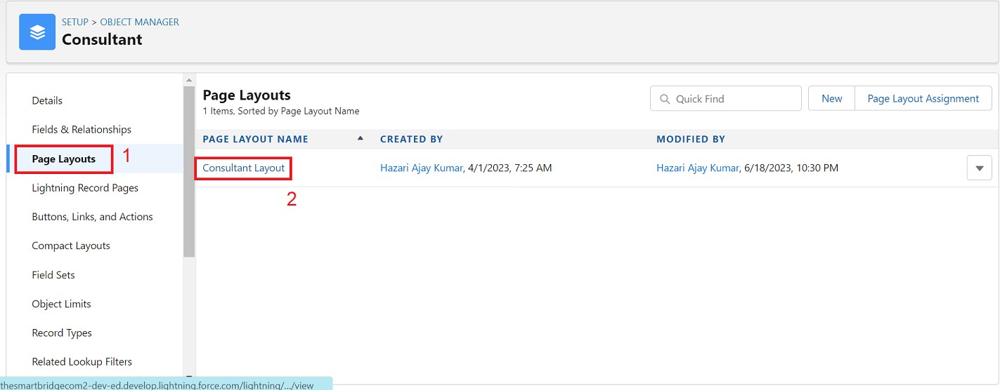 SETUP > OBJECT MANAGER
Consultant
Details
Fields & Relationships
Page Layouts 1
Lightning Record Pages
Buttons, Links, and Actions
Compact Layouts
Field Sets
Object Limits
Record Types
Related Lookup Filters
Page Layouts
1 Items, Sorted by Page Layout Name
Quick Find New Page Layout Assignment
PAGE LAYOUT NAME CREATED BY MODIFIED BY
Consultant Layout Hazari Ajay Kumar, 4/1/2023, 7:25 AM Hazari Ajay Kumar, 6/18/2023, 10:30 PM
2
thesmartbridgecom2-dev-ed.develop.lightning.force.com/lightning/.../view